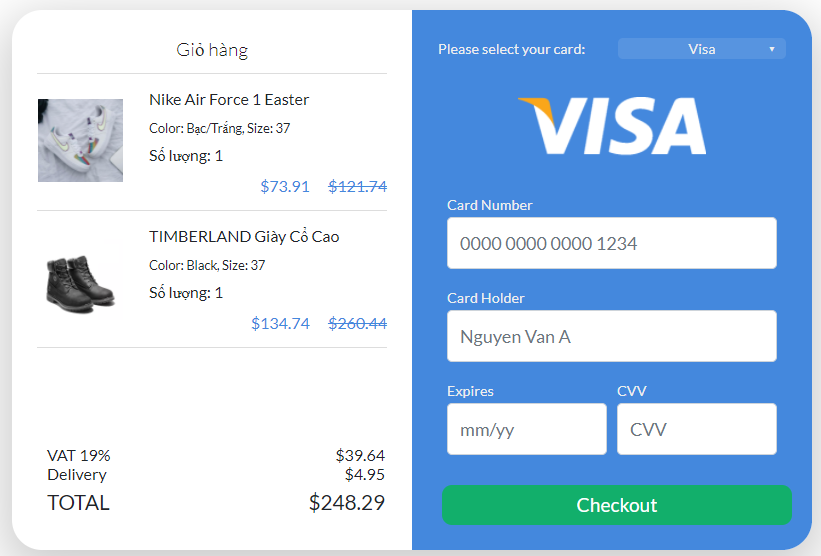 Giỏ hàng
Nike Air Force 1 Easter
Color: Bạc/Trắng, Size: 37
Số lượng: 1
$73.91 $121.74
TIMBERLAND Giày Cổ Cao
Color: Black, Size: 37
Số lượng: 1
$134.74 $260.44
VAT 19% $39.64
Delivery $4.95
TOTAL $248.29
Please select your card: Visa
VISA
Card Number
0000 0000 0000 1234
Card Holder
Nguyen Van A
Expires CVV
mm/yy CVV
Checkout